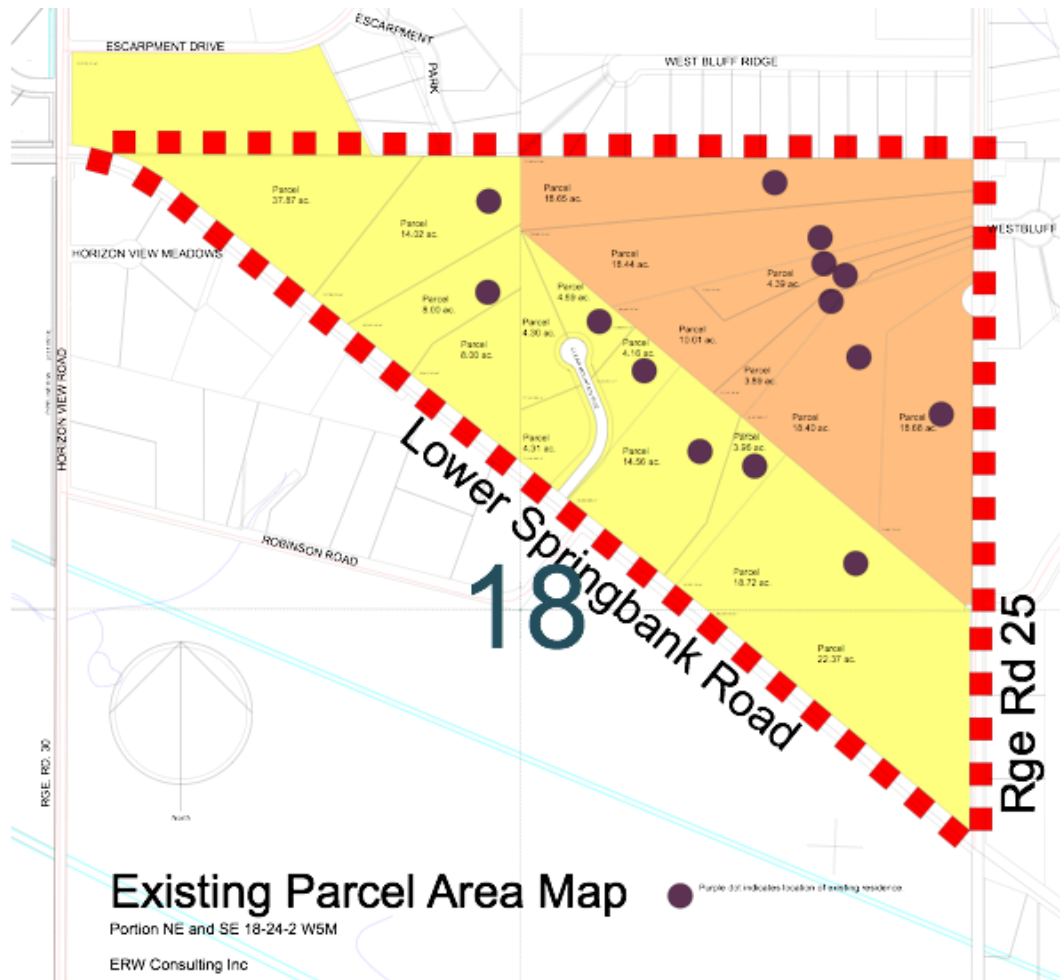 ESCARPMENT DRIVE
ESCARPMENT
PARK
WEST BLUFF RIDGE
Parcel
37.87 ac.
Parcel
14.02 ac.
Parcel
18.65 ac.
WESTBLUFF
HORIZON VIEW MEADOWS
Parcel
18.44 ac.
Parcel
4.39 ac.
Parcel
8.00 ac.
Parcel
4.69 ac.
Parcel
4.30 ac.
Parcel
10.01 ac.
Parcel
8.00 ac.
Parcel
4.16 ac.
Parcel
3.89 ac.
HORIZON VIEW ROAD
Parcel
18.40 ac.
Parcel
Parcel
4.31 ac.
Parcel
14.56 ac.
Parcel
3.95 ac.
Lower Springbank Road
ROBINSON ROAD
18
Parcel
18.72 ac.
Parcel
22.37 ac.
Rge Rd 25
RGE. RD. 30
North
Existing Parcel Area Map
Purple dot indicates location of existing residence
Portion NE and SE 18-24-2 W5M
ERW Consulting Inc